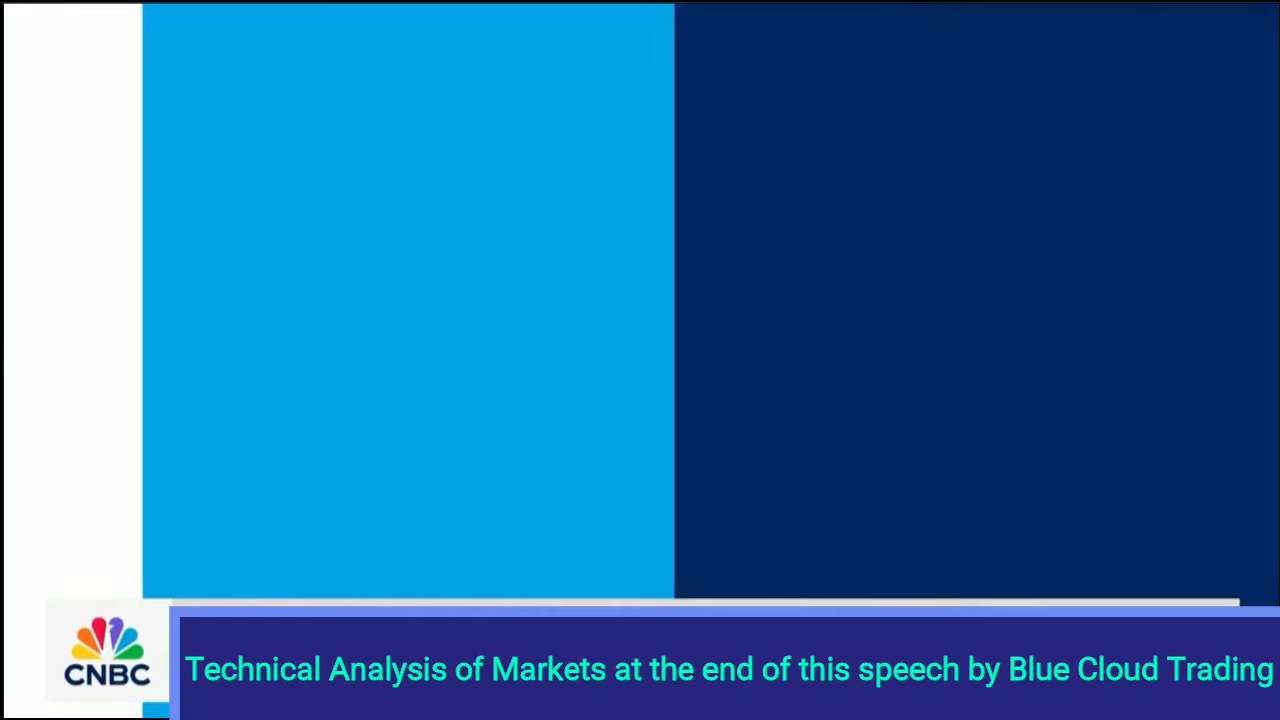 CNBC
Technical Analysis of Markets at the end of this speech by Blue Cloud Trading